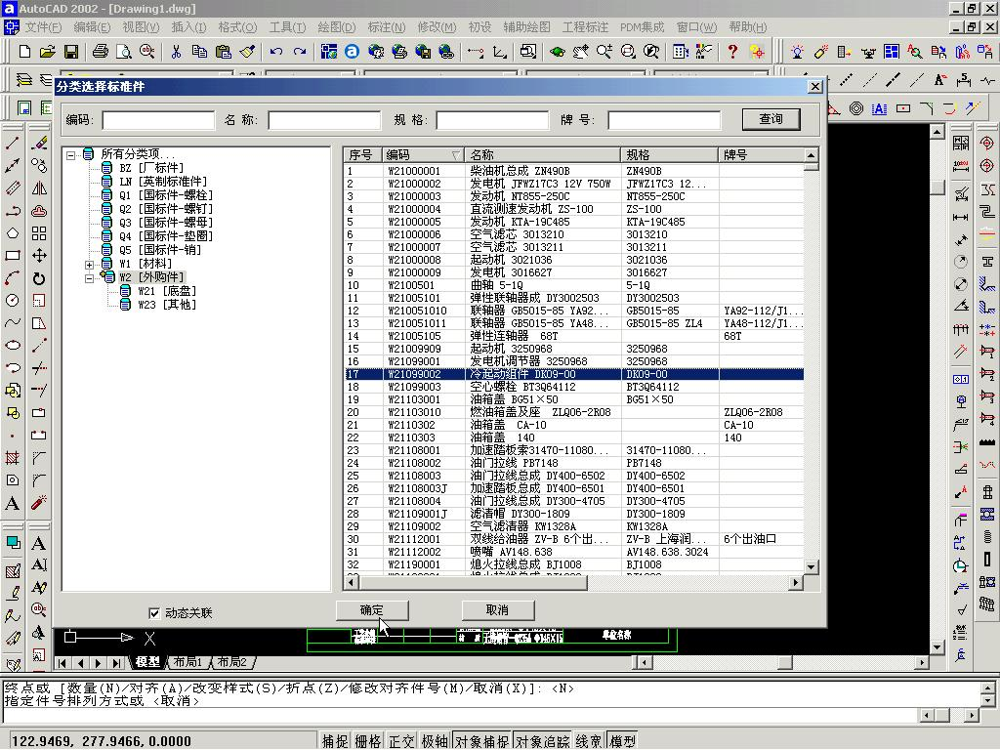 AutoCAD 2002 - [Drawing1.dwg]
文件(F) 编辑(E) 视图(V) 插入(I) 格式(O) 工具(T) 绘图(D) 标注(N) 修改(M) 初设 辅助绘图 工程标注 PDM集成 窗口(W) 帮助(H)
分类选择标准件
编码: 名 称: 规 格: 牌 号: 查询
所有分类项...
BZ [厂标件]
LN [英制标准件]
Q1 [国标件-螺栓]
Q2 [国标件-螺钉]
Q3 [国标件-螺母]
Q4 [国标件-垫圈]
Q5 [国标件-销]
W1 [材料]
W2 [外购件]
W21 [底盘]
W23 [其他]
序号 编码 名称 规格 牌号
1 W21000001 柴油机总成 ZN490B ZN490B
2 W21000002 发电机 JFWZ17C3 12V 750W JFWZ17C3 12...
3 W21000003 发动机 NT855-250C NT855-250C
4 W21000004 直流测速发动机 ZS-100 ZS-100
5 W21000005 发动机 KTA-19C485 KTA-19C485
6 W21000006 空气滤芯 3013210 3013210
7 W21000007 空气滤芯 3013211 3013211
8 W21000008 起动机 3021036 3021036
9 W21000009 发电机 3016627 3016627
10 W2100501 曲轴 5-1Q 5-1Q
11 W21005101 弹性联轴器成 DY3002503 DY3002503
12 W210051010 联轴器 GB5015-85 YA92... GB5015-85 YA92-112/J1...
13 W210051011 联轴器 GB5015-85 YA48... GB5015-85 ZL4 YA48-112/J1...
14 W21005105 弹性连轴器 68T 68T
15 W21009909 起动机 3250968 3250968
16 W21099001 发电机调节器 3250968 3250968
17 W21099002 冷起动组件 DK09-00 DK09-00
18 W21099003 空心螺栓 BT3Q64112 BT3Q64112
19 W21103001 油箱盖 BG51×50 BG51×50
20 W21103010 燃油箱盖及座 ZLQ06-2R08 ZLQ06-2R08
21 W2110302 油箱盖 CA-10 CA-10
22 W2110303 油箱盖 140 140
23 W21108001 加速踏板索31470-11080... 31470-11080...
24 W21108002 油门拉线 PB7148 PB7148
25 W21108003 油门拉线总成 DY400-6502 DY400-6502
26 W21108003J 加速踏板总成 DY400-6501 DY400-6501
27 W21108004 油门拉线总成 DY300-4705 DY300-4705
28 W21109001J 滤清帽 DY300-1809 DY300-1809
29 W21109002 空气滤清器 KW1328A KW1328A
30 W21112001 双线给油器 ZV-B 6个出... ZV-B 上海润... 6个出油口
31 W21112002 喷嘴 AV148.638 AV148.638.3024
32 W21190001 熄火拉线总成 BJ1008 BJ1008
动态关联 确定 取消
X
单位名称
模型 布局1 布局2
终点或 [数量(N)/对齐(A)/改变样式(S)/折点(Z)/修改对齐件号(M)/取消(X)]: <N>
指定件号排列方式或 <取消>
122.9469, 277.9466, 0.0000 捕捉 栅格 正交 极轴 对象捕捉 对象追踪 线宽 模型